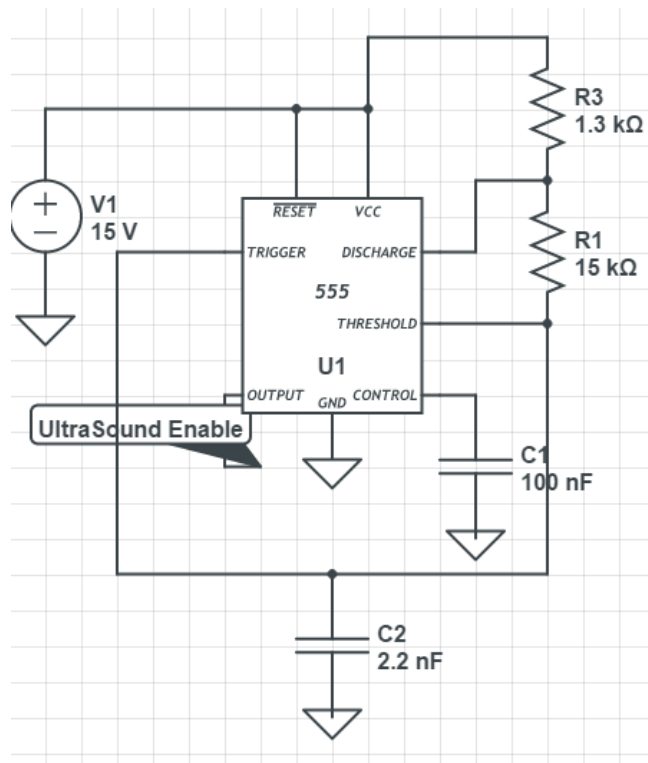 R3
1.3 kΩ
V1
15 V
RESET
VCC
TRIGGER
DISCHARGE
R1
15 kΩ
555
THRESHOLD
U1
OUTPUT
CONTROL
GND
UltraSound Enable
C1
100 nF
C2
2.2 nF